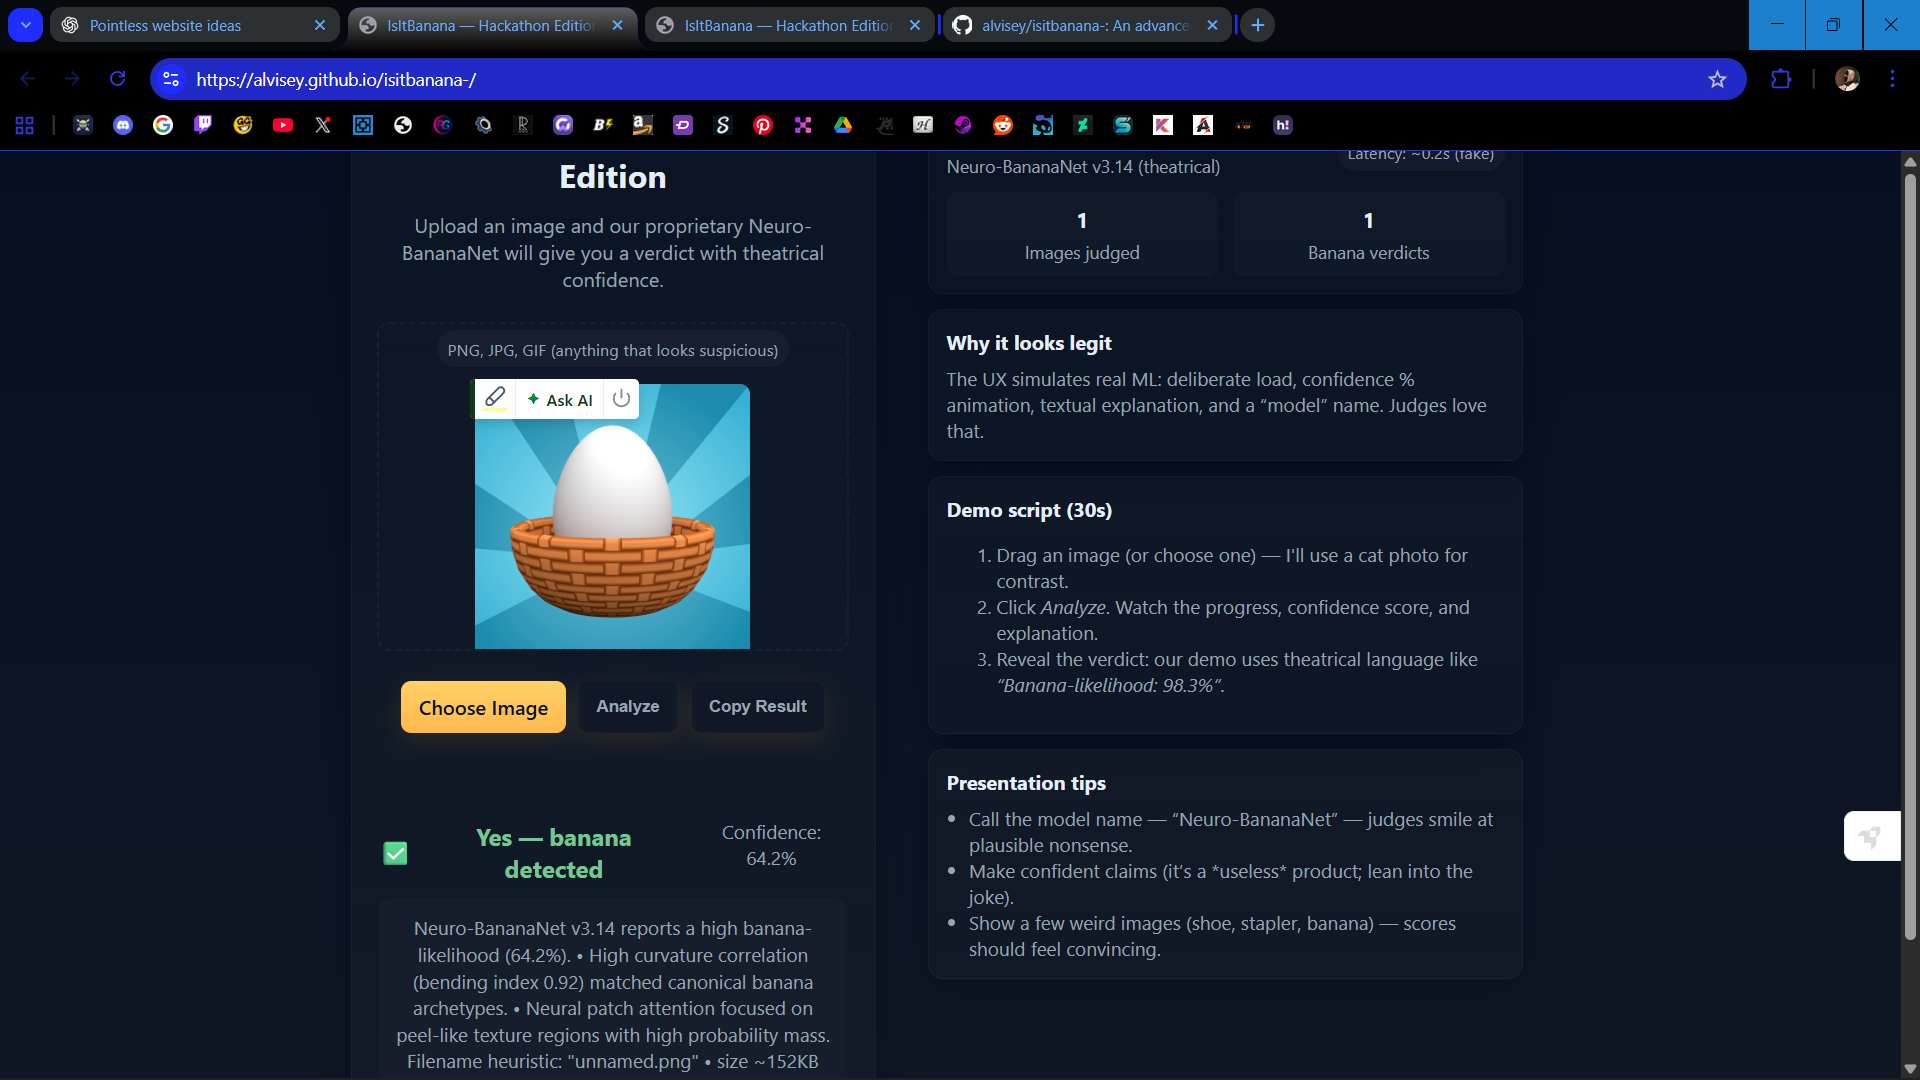 Pointless website ideas
IsItBanana — Hackathon Edition
IsItBanana — Hackathon Edition
alvisey/isitbanana-: An advance
https://alvisey.github.io/isitbanana-/
Edition
Upload an image and our proprietary Neuro-
BananaNet will give you a verdict with theatrical
confidence.
PNG, JPG, GIF (anything that looks suspicious)
Ask AI
Choose Image
Analyze
Copy Result
Yes — banana
detected
Confidence:
64.2%
Neuro-BananaNet v3.14 reports a high banana-
likelihood (64.2%). • High curvature correlation
(bending index 0.92) matched canonical banana
archetypes. • Neural patch attention focused on
peel-like texture regions with high probability mass.
Filename heuristic: "unnamed.png" • size ~152KB
Neuro-BananaNet v3.14 (theatrical)
Latency: ~0.2s (fake)
1
Images judged
1
Banana verdicts
Why it looks legit
The UX simulates real ML: deliberate load, confidence %
animation, textual explanation, and a “model” name. Judges love
that.
Demo script (30s)
1. Drag an image (or choose one) — I'll use a cat photo for
contrast.
2. Click Analyze. Watch the progress, confidence score, and
explanation.
3. Reveal the verdict: our demo uses theatrical language like
“Banana-likelihood: 98.3%”.
Presentation tips
• Call the model name — “Neuro-BananaNet” — judges smile at
plausible nonsense.
• Make confident claims (it’s a *useless* product; lean into the
joke).
• Show a few weird images (shoe, stapler, banana) — scores
should feel convincing.